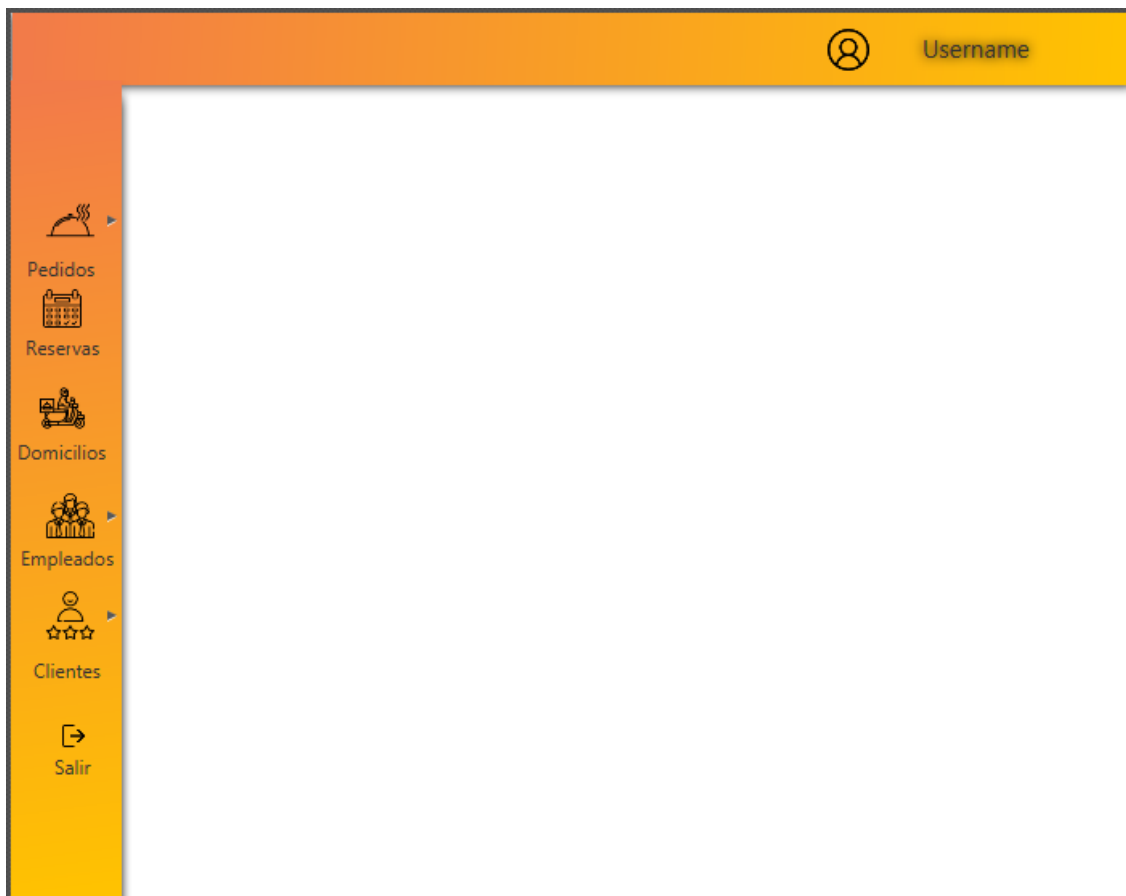 Username
Pedidos
Reservas
Domicilios
Empleados
Clientes
Salir